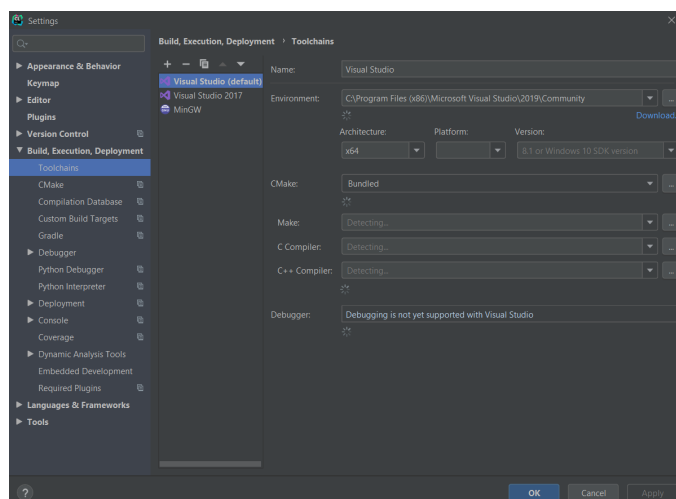 Settings
Build, Execution, Deployment › Toolchains
Appearance & Behavior
Keymap
Editor
Plugins
Version Control
Build, Execution, Deployment
Toolchains
CMake
Compilation Database
Custom Build Targets
Gradle
Debugger
Python Debugger
Python Interpreter
Deployment
Console
Coverage
Dynamic Analysis Tools
Embedded Development
Required Plugins
Languages & Frameworks
Tools
Visual Studio (default)
Visual Studio 2017
MinGW
Name: Visual Studio
Environment: C:\Program Files (x86)\Microsoft Visual Studio\2019\Community
Download
Architecture: Platform: Version:
x64 8.1 or Windows 10 SDK version
CMake: Bundled
Make: Detecting...
C Compiler: Detecting...
C++ Compiler: Detecting...
Debugger: Debugging is not yet supported with Visual Studio
?
OK Cancel Apply